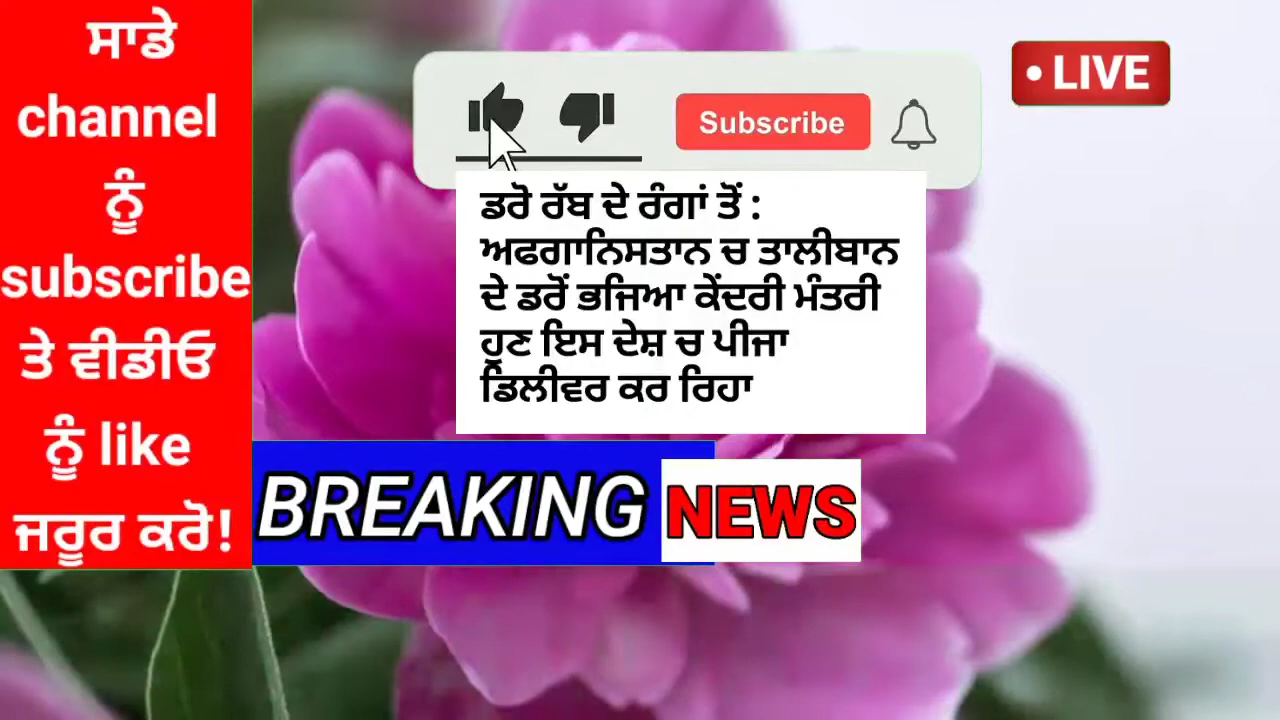 ਸਾਡੇ
channel
ਨੂੰ
subscribe
ਤੇ ਵੀਡੀਓ
ਨੂੰ like
ਜਰੂਰ ਕਰੋ!
Subscribe
• LIVE
ਡਰੋ ਰੱਬ ਦੇ ਰੰਗਾਂ ਤੋਂ :
ਅਫਗਾਨਿਸਤਾਨ ਚ ਤਾਲੀਬਾਨ
ਦੇ ਡਰੋਂ ਭਜਿਆ ਕੇਂਦਰੀ ਮੰਤਰੀ
ਹੁਣ ਇਸ ਦੇਸ਼ ਚ ਪੀਜਾ
ਡਿਲੀਵਰ ਕਰ ਰਿਹਾ
BREAKING NEWS